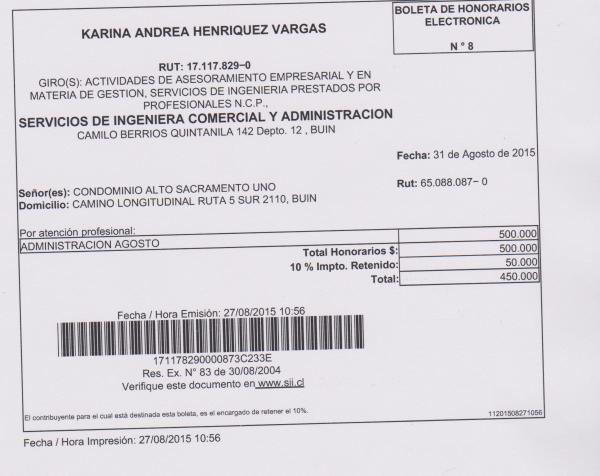 KARINA ANDREA HENRIQUEZ VARGAS
BOLETA DE HONORARIOS
ELECTRONICA
N ° 8
RUT: 17.117.829-0
GIRO(S): ACTIVIDADES DE ASESORAMIENTO EMPRESARIAL Y EN
MATERIA DE GESTION, SERVICIOS DE INGENIERIA PRESTADOS POR
PROFESIONALES N.C.P.,
SERVICIOS DE INGENIERA COMERCIAL Y ADMINISTRACION
CAMILO BERRIOS QUINTANILA 142 Depto. 12 , BUIN
Fecha: 31 de Agosto de 2015
Señor(es): CONDOMINIO ALTO SACRAMENTO UNO
Rut: 65.088.087- 0
Domicilio: CAMINO LONGITUDINAL RUTA 5 SUR 2110, BUIN
Por atención profesional:
ADMINISTRACION AGOSTO 500.000
Total Honorarios $: 500.000
10 % Impto. Retenido: 50.000
Total: 450.000
Fecha / Hora Emisión: 27/08/2015 10:56
171178290000873C233E
Res. Ex. N° 83 de 30/08/2004
Verifique este documento en www.sii.cl
El contribuyente para el cual está destinada esta boleta, es el encargado de retener el 10%.
11201508271056
Fecha / Hora Impresión: 27/08/2015 10:56